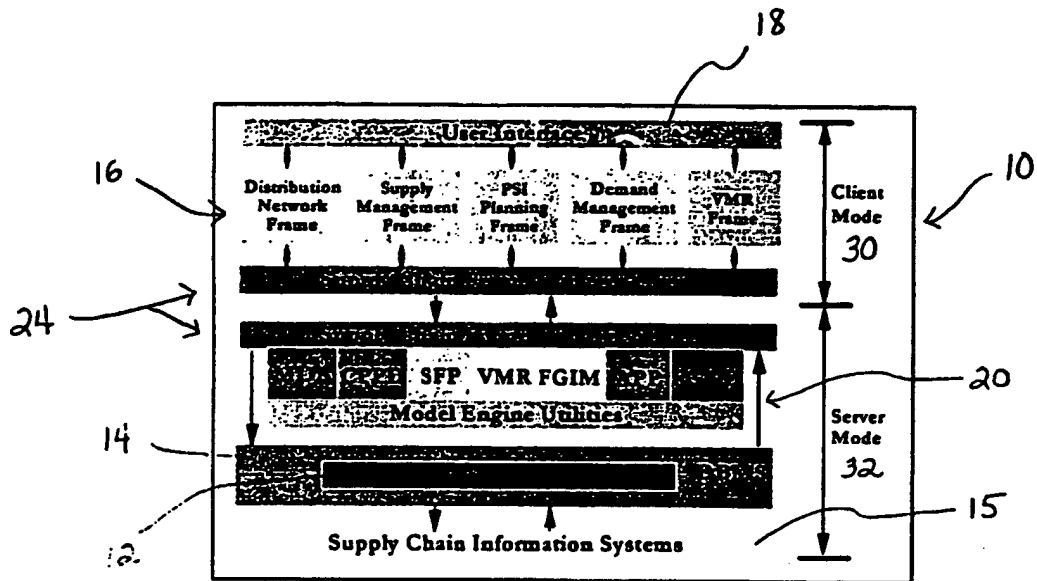 18
User Interface
16
Distribution
Network
Frame
Supply
Management
Frame
PSI
Planning
Frame
Demand
Management
Frame
VMR
Frame
Client
Mode
30
10
24
SFP VMR FGIM
Model Engine Utilities
20
Server
Mode
32
14
12
15
Supply Chain Information Systems